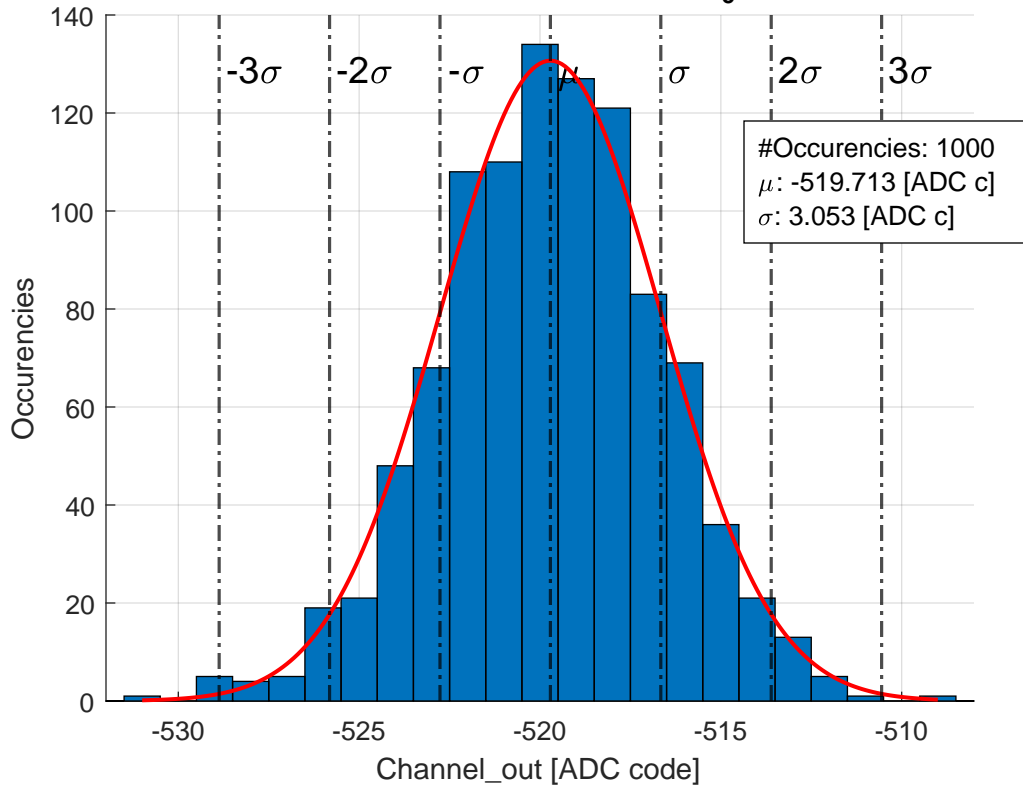 140
120
100
80
60
40
20
0
Occurencies
-3σ
-2σ
-σ
μ
σ
2σ
3σ
#Occurencies: 1000
μ: -519.713 [ADC c]
σ: 3.053 [ADC c]
-530
-525
-520
-515
-510
Channel_out [ADC code]